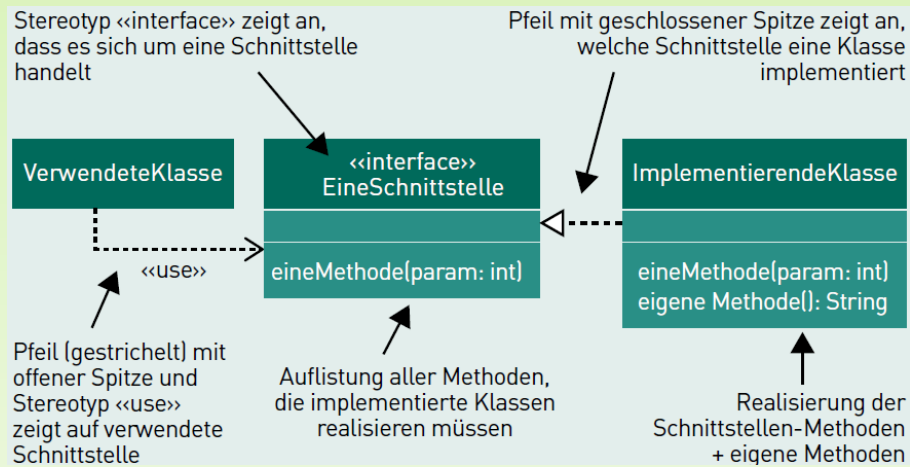 Stereotyp «interface» zeigt an,
dass es sich um eine Schnittstelle
handelt
Pfeil mit geschlossener Spitze zeigt an,
welche Schnittstelle eine Klasse
implementiert
VerwendeteKlasse
«interface»
EineSchnittstelle
ImplementierendeKlasse
«use»
eineMethode(param: int)
eineMethode(param: int)
eigene Methode(): String
Pfeil (gestrichelt) mit
offener Spitze und
Stereotyp «use»
zeigt auf verwendete
Schnittstelle
Auflistung aller Methoden,
die implementierte Klassen
realisieren müssen
Realisierung der
Schnittstellen-Methoden
+ eigene Methoden